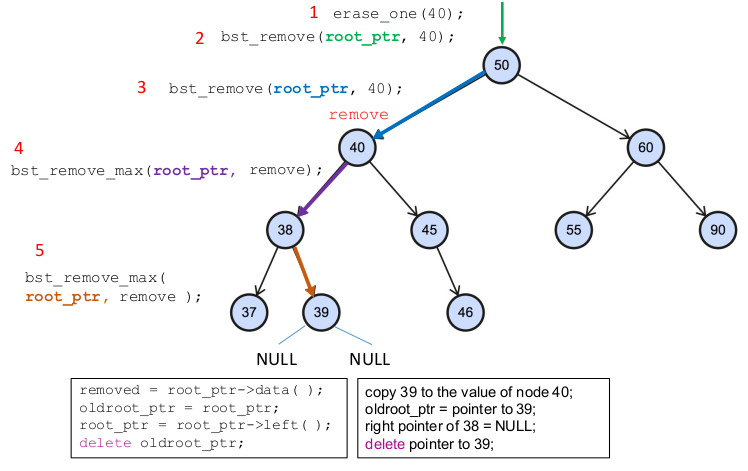 1 erase_one(40);
2 bst_remove(root_ptr, 40);
50
3 bst_remove(root_ptr, 40);
remove
40
60
4
bst_remove_max(root_ptr, remove);
38
45
55
90
5
bst_remove_max(
root_ptr, remove );
37
39
46
NULL
NULL
removed = root_ptr->data( );
oldroot_ptr = root_ptr;
root_ptr = root_ptr->left( );
delete oldroot_ptr;
copy 39 to the value of node 40;
oldroot_ptr = pointer to 39;
right pointer of 38 = NULL;
delete pointer to 39;